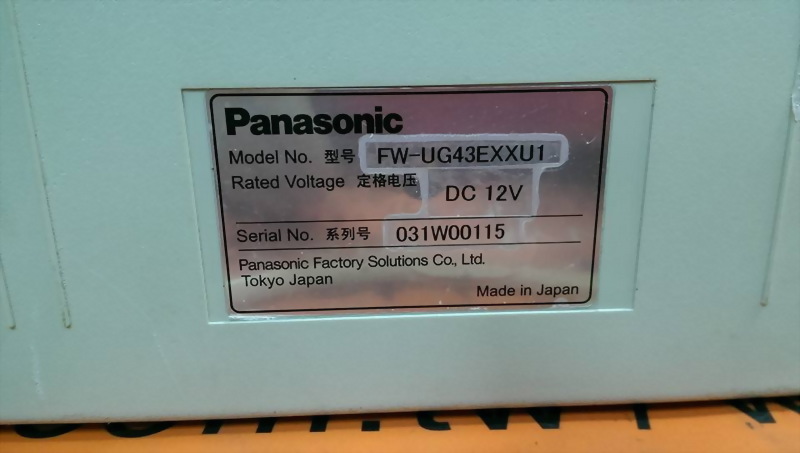 Panasonic
Model No. 型号 FW-UG43EXXU1
Rated Voltage 定格电压 DC 12V
Serial No. 系列号 031W00115
Panasonic Factory Solutions Co., Ltd.
Tokyo Japan
Made in Japan